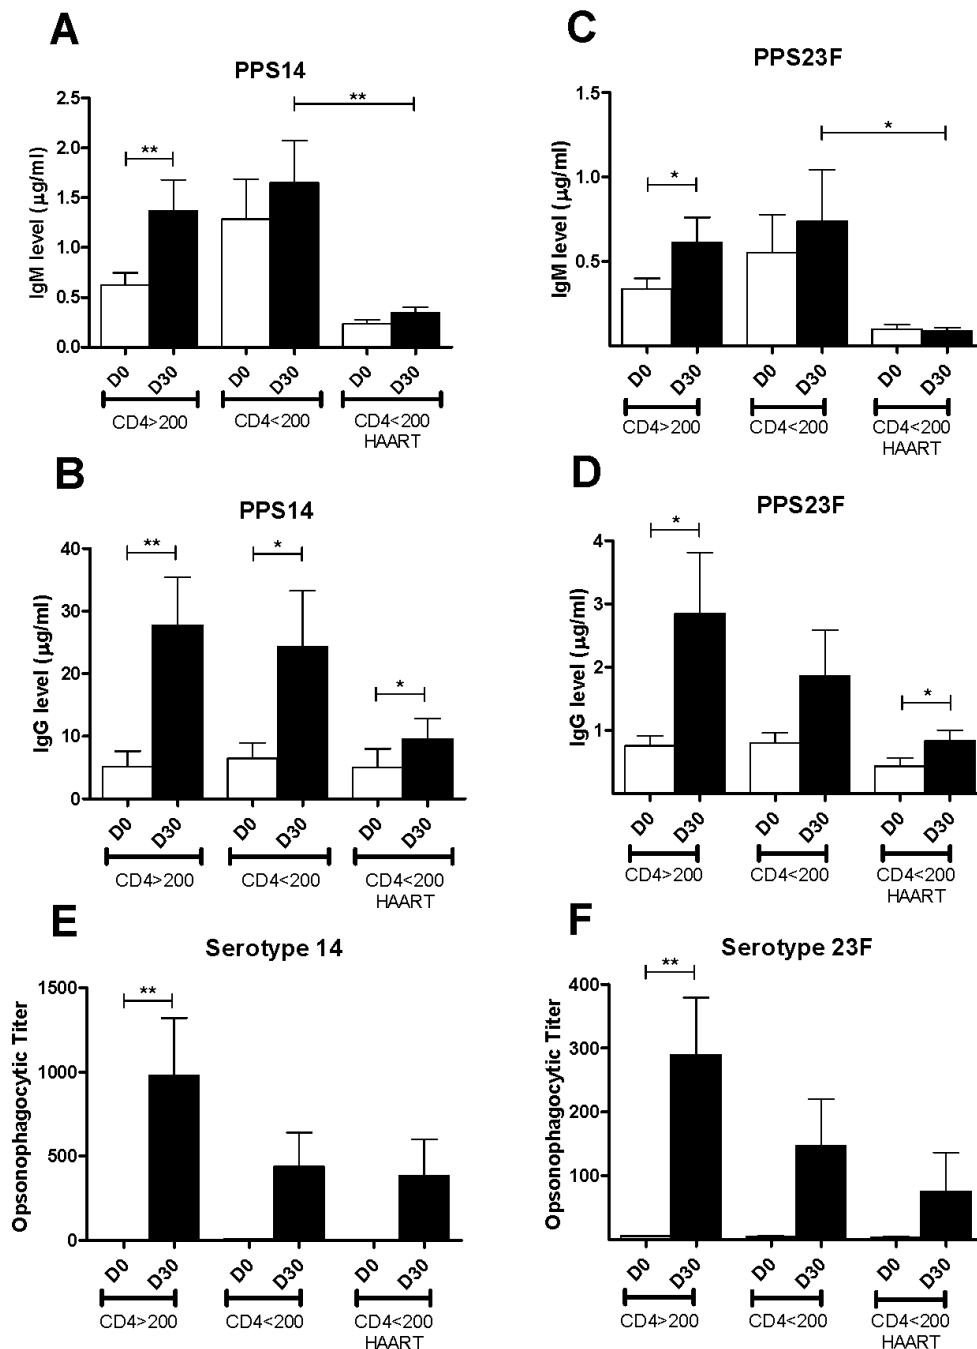 A
PPS14
IgM level (µg/ml)
2.5
2.0
1.5
1.0
0.5
0.0
**
**
D0 D30 D0 D30 D0 D30
CD4>200 CD4<200 CD4<200
HAART
C
PPS23F
IgM level (µg/ml)
1.5
1.0
0.5
*
*
D0 D30 D0 D30 D0 D30
CD4>200 CD4<200 CD4<200
HAART
B
PPS14
IgG level (µg/ml)
40
30
20
10
0
**
*
*
D0 D30 D0 D30 D0 D30
CD4>200 CD4<200 CD4<200
HAART
D
PPS23F
IgG level (µg/ml)
4
3
2
1
*
*
D0 D30 D0 D30 D0 D30
CD4>200 CD4<200 CD4<200
HAART
E
Serotype 14
Opsonophagocytic Titer
1500
1000
500
0
**
D0 D30 D0 D30 D0 D30
CD4>200 CD4<200 CD4<200
HAART
F
Serotype 23F
Opsonophagocytic Titer
400
300
200
100
**
D0 D30 D0 D30 D0 D30
CD4>200 CD4<200 CD4<200
HAART